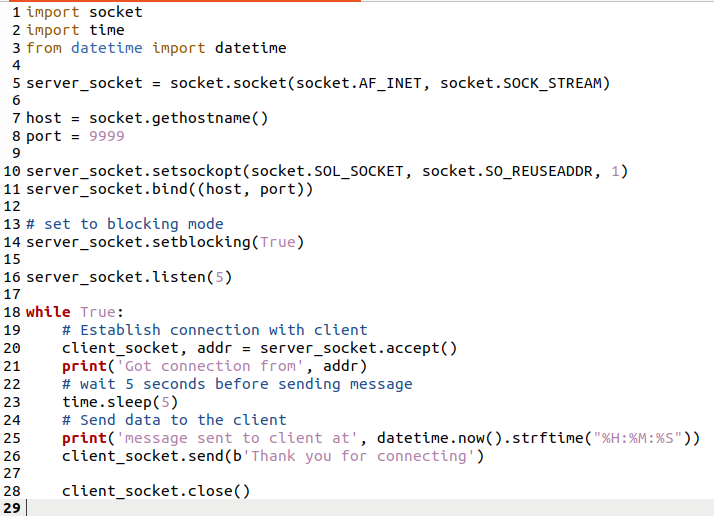 1 import socket
2 import time
3 from datetime import datetime
4
5 server_socket = socket.socket(socket.AF_INET, socket.SOCK_STREAM)
6
7 host = socket.gethostname()
8 port = 9999
9
10 server_socket.setsockopt(socket.SOL_SOCKET, socket.SO_REUSEADDR, 1)
11 server_socket.bind((host, port))
12
13 # set to blocking mode
14 server_socket.setblocking(True)
15
16 server_socket.listen(5)
17
18 while True:
19     # Establish connection with client
20     client_socket, addr = server_socket.accept()
21     print('Got connection from', addr)
22     # wait 5 seconds before sending message
23     time.sleep(5)
24     # Send data to the client
25     print('message sent to client at', datetime.now().strftime("%H:%M:%S"))
26     client_socket.send(b'Thank you for connecting')
27
28     client_socket.close()
29